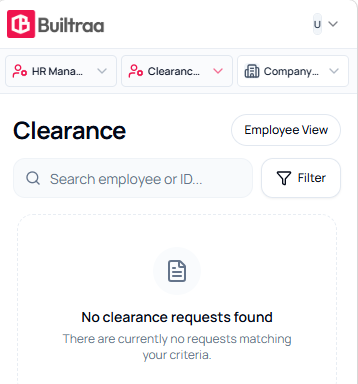 Builtraa
U
HR Mana...
Clearanc...
Company...
Clearance
Employee View
Search employee or ID...
Filter
No clearance requests found
There are currently no requests matching
your criteria.